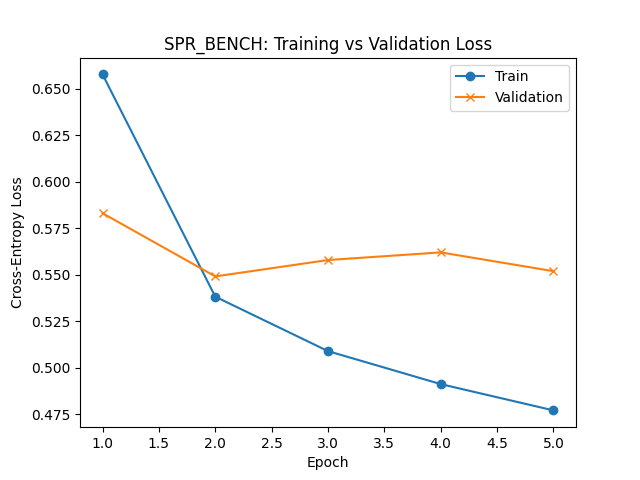 SPR_BENCH: Training vs Validation Loss
Train
Validation
Cross-Entropy Loss
0.650
0.625
0.600
0.575
0.550
0.525
0.500
0.475
1.0 1.5 2.0 2.5 3.0 3.5 4.0 4.5 5.0
Epoch